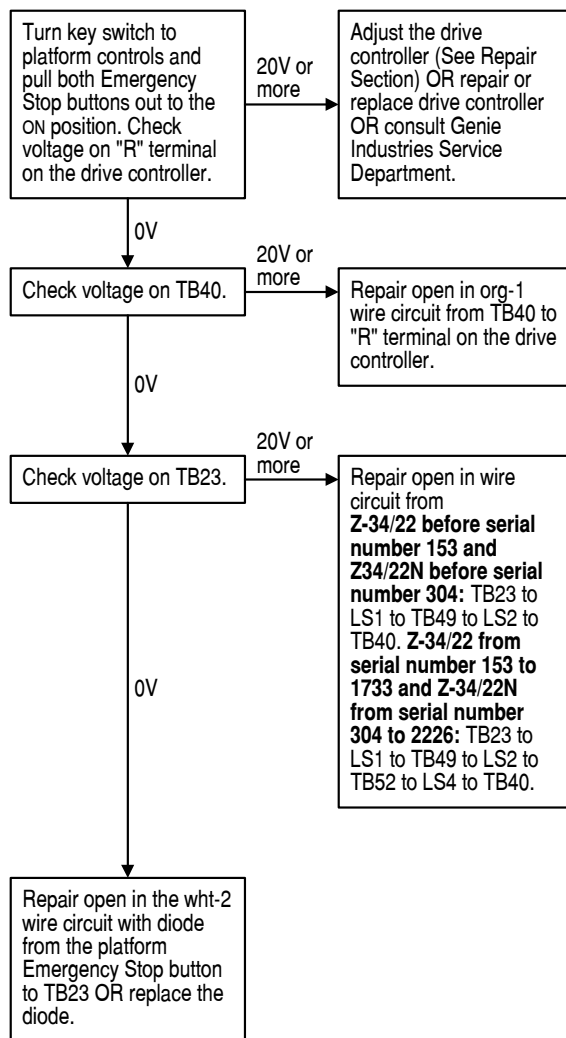 Turn key switch to
platform controls and
pull both Emergency
Stop buttons out to the
ON position. Check
voltage on "R" terminal
on the drive controller.
20V or
more
Adjust the drive
controller (See Repair
Section) OR repair or
replace drive controller
OR consult Genie
Industries Service
Department.
0V
Check voltage on TB40.
20V or
more
Repair open in org-1
wire circuit from TB40 to
"R" terminal on the drive
controller.
0V
Check voltage on TB23.
20V or
more
Repair open in wire
circuit from
Z-34/22 before serial
number 153 and
Z34/22N before serial
number 304: TB23 to
LS1 to TB49 to LS2 to
TB40. Z-34/22 from
serial number 153 to
1733 and Z-34/22N
from serial number
304 to 2226: TB23 to
LS1 to TB49 to LS2 to
TB52 to LS4 to TB40.
0V
Repair open in the wht-2
wire circuit with diode
from the platform
Emergency Stop button
to TB23 OR replace the
diode.